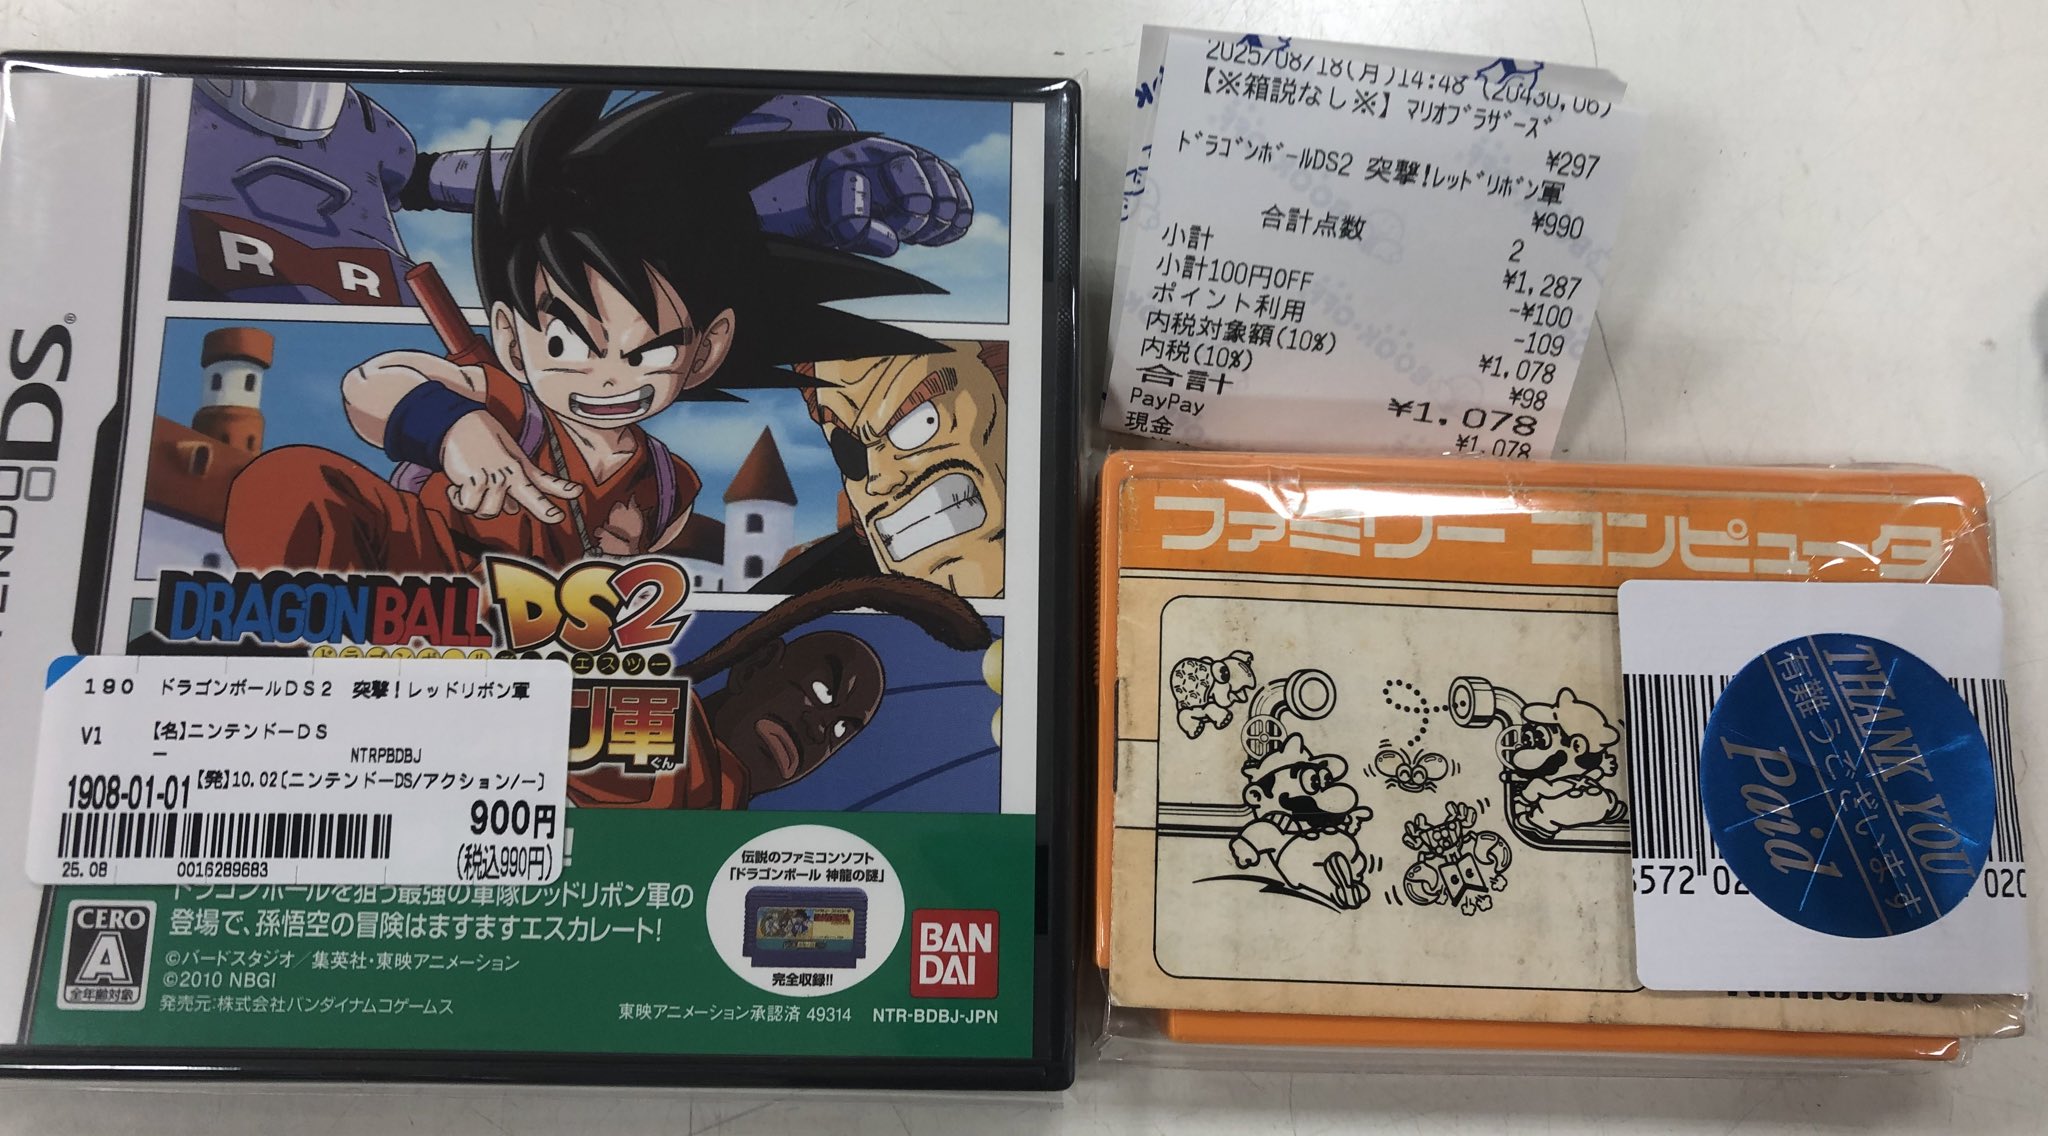 DS®
R R
DRAGON BALL DS2
ン軍
ぐん
190 ドラゴンボールDS2 突撃!レッドリボン軍
V1 【名】ニンテンドーDS
ー NTRPBDBJ
1908-01-01 【発】10.02〔ニンテンドーDS/アクション/ー〕
900円
(税込990円)
25.08 0016289683
ドラゴンボールを狙う最強の軍隊レッドリボン軍の
登場で、孫悟空の冒険はますますエスカレート!
©バードスタジオ/集英社・東映アニメーション
©2010 NBGI
発売元:株式会社バンダイナムコゲームス
CERO
A
全年齢対象
伝説のファミコンソフト
「ドラゴンボール 神龍の謎」
完全収録!!
BAN
DAI
東映アニメーション承認済 49314 NTR-BDBJ-JPN
2025/08/18(月)14:48 (20430,06)
【※箱説なし※】マリオブラザーズ
¥297
ドラゴンボールDS2 突撃!レッドリボン軍
¥990
合計点数 2
小計 ¥1,287
小計100円OFF -¥100
ポイント利用 -109
内税対象額(10%) ¥1,078
内税(10%) ¥98
合計 ¥1,078
PayPay ¥1,078
現金
ファミリー コンピュータ
THANK YOU
有難うございます
Paid
Nintendo